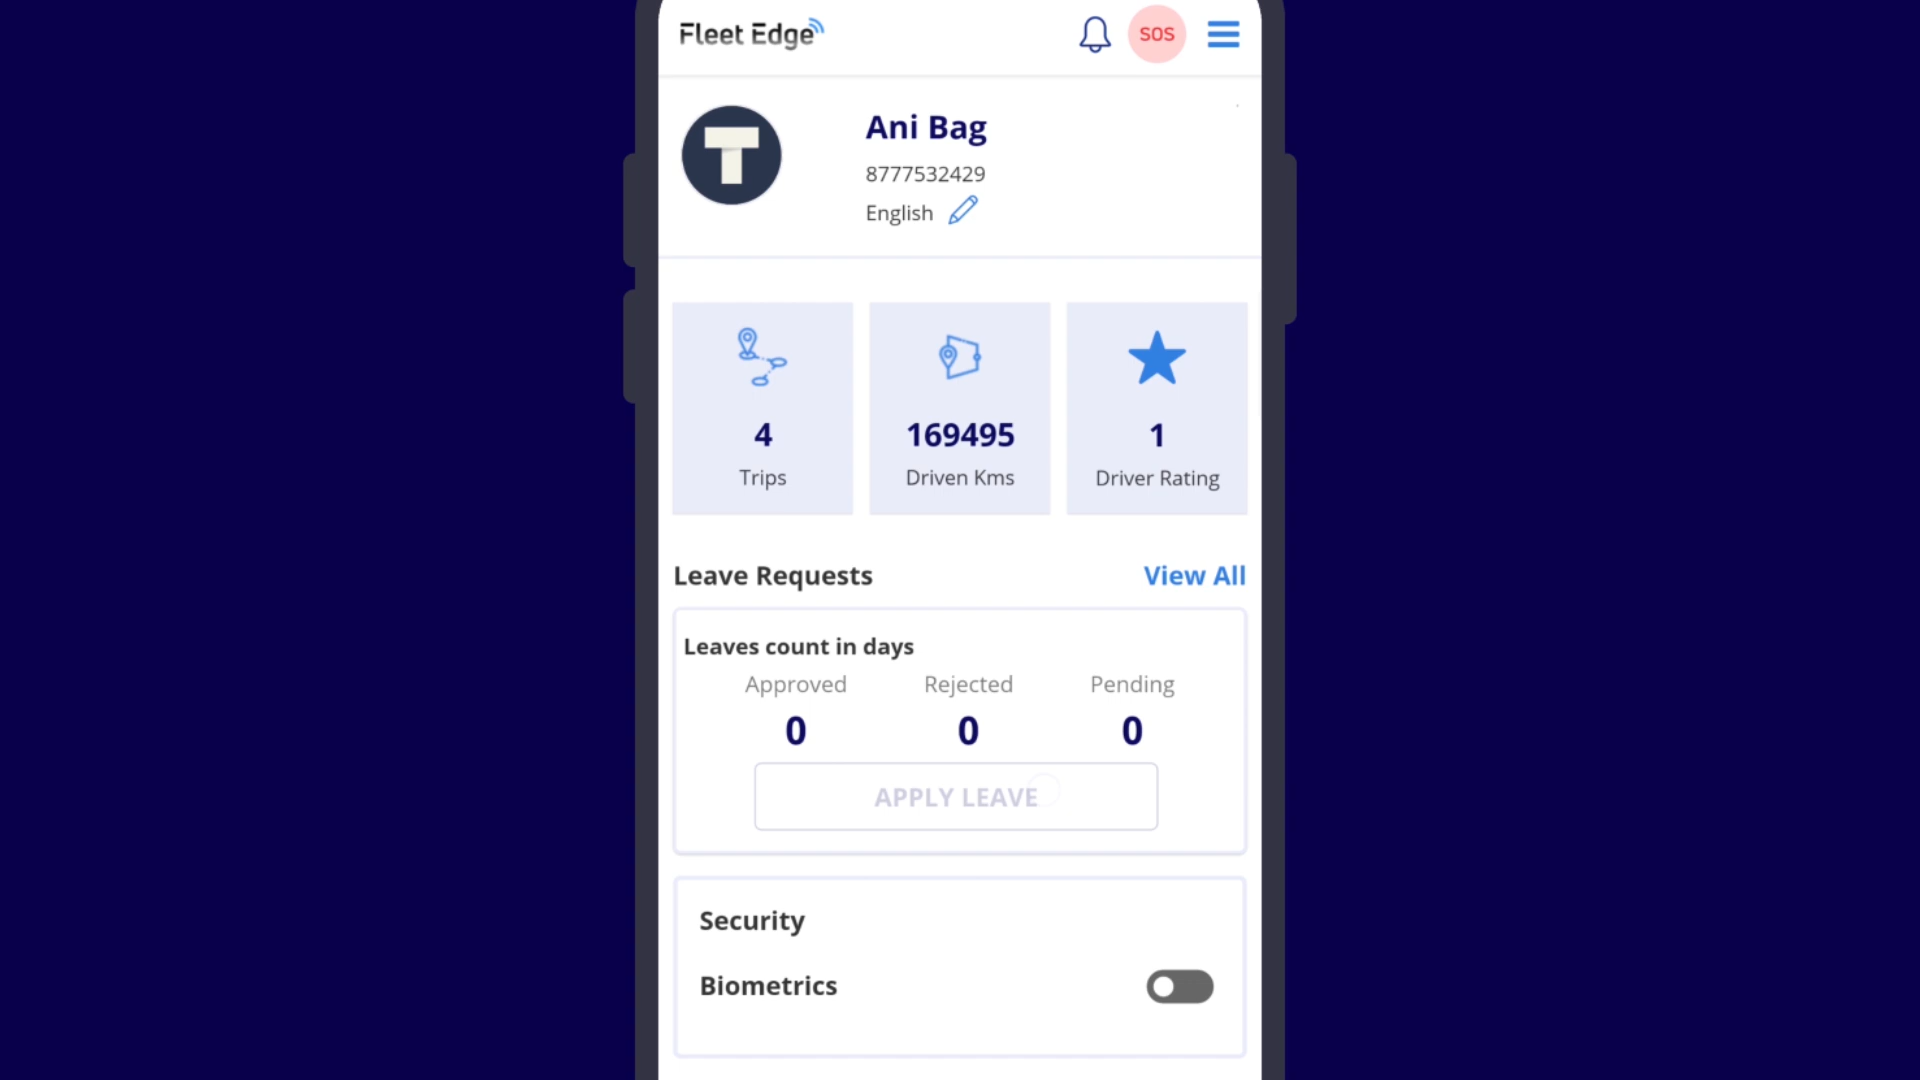 Fleet Edge
SOS
T
Ani Bag
8777532429
English
4
169495
1
Trips
Driven Kms
Driver Rating
Leave Requests
View All
Leaves count in days
Approved
Rejected
Pending
0
0
0
APPLY LEAVE
Security
Biometrics